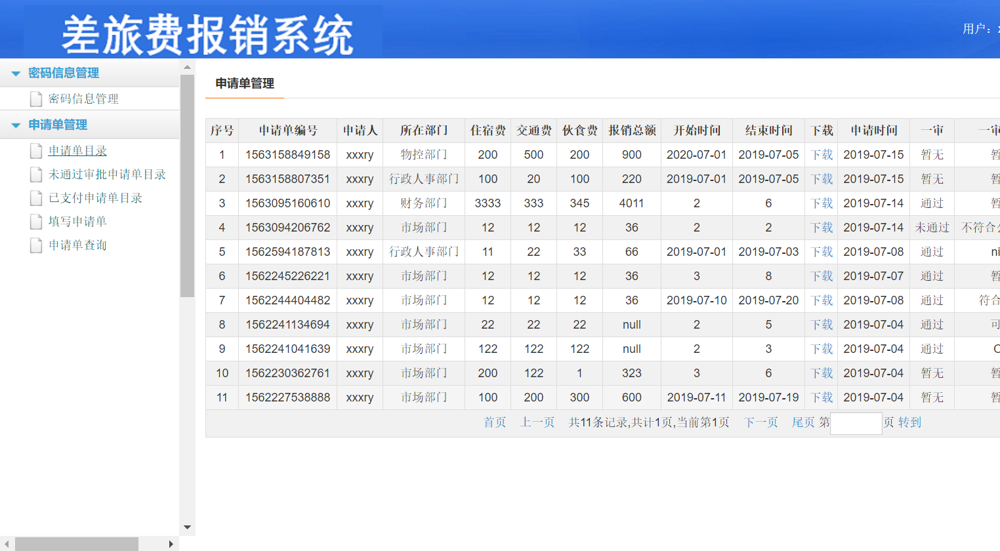 差旅费报销系统
用户：
密码信息管理
密码信息管理
申请单管理
申请单目录
未通过审批申请单目录
已支付申请单目录
填写申请单
申请单查询
申请单管理
序号 申请单编号 申请人 所在部门 住宿费 交通费 伙食费 报销总额 开始时间 结束时间 下载 申请时间 一审 一审
1 1563158849158 xxxry 物控部门 200 500 200 900 2020-07-01 2019-07-05 下载 2019-07-15 暂无 暂
2 1563158807351 xxxry 行政人事部门 100 20 100 220 2019-07-01 2019-07-05 下载 2019-07-15 暂无 暂
3 1563095160610 xxxry 财务部门 3333 333 345 4011 2 6 下载 2019-07-14 通过 暂
4 1563094206762 xxxry 市场部门 12 12 12 36 2 2 下载 2019-07-14 未通过 不符合
5 1562594187813 xxxry 行政人事部门 11 22 33 66 2019-07-01 2019-07-03 下载 2019-07-08 通过 ni
6 1562245226221 xxxry 市场部门 12 12 12 36 3 8 下载 2019-07-07 通过 暂
7 1562244404482 xxxry 市场部门 12 12 12 36 2019-07-10 2019-07-20 下载 2019-07-08 通过 符合
8 1562241134694 xxxry 市场部门 22 22 22 null 2 5 下载 2019-07-04 通过 可
9 1562241041639 xxxry 市场部门 122 122 122 null 2 3 下载 2019-07-04 通过
10 1562230362761 xxxry 市场部门 200 122 1 323 3 6 下载 2019-07-04 暂无 暂
11 1562227538888 xxxry 市场部门 100 200 300 600 2019-07-11 2019-07-19 下载 2019-07-04 暂无 暂
首页 上一页 共11条记录,共计1页,当前第1页 下一页 尾页 第 页 转到